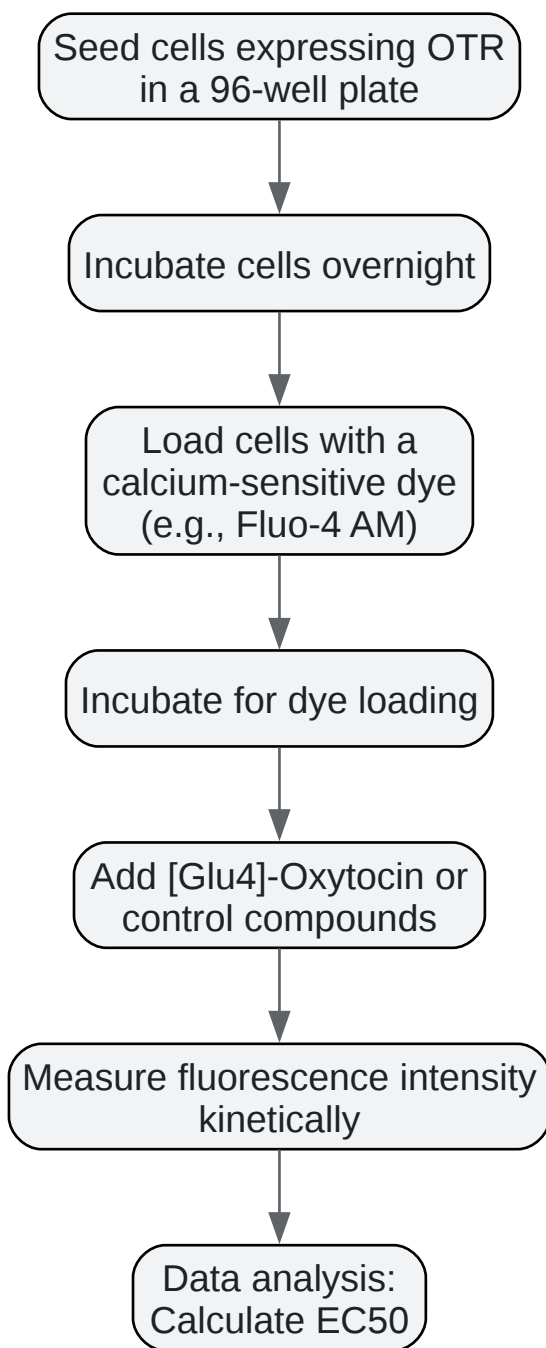 Seed cells expressing OTR
in a 96-well plate
Incubate cells overnight
Load cells with a
calcium-sensitive dye
(e.g., Fluo-4 AM)
Incubate for dye loading
Add [Glu4]-Oxytocin or
control compounds
Measure fluorescence intensity
kinetically
Data analysis:
Calculate EC50